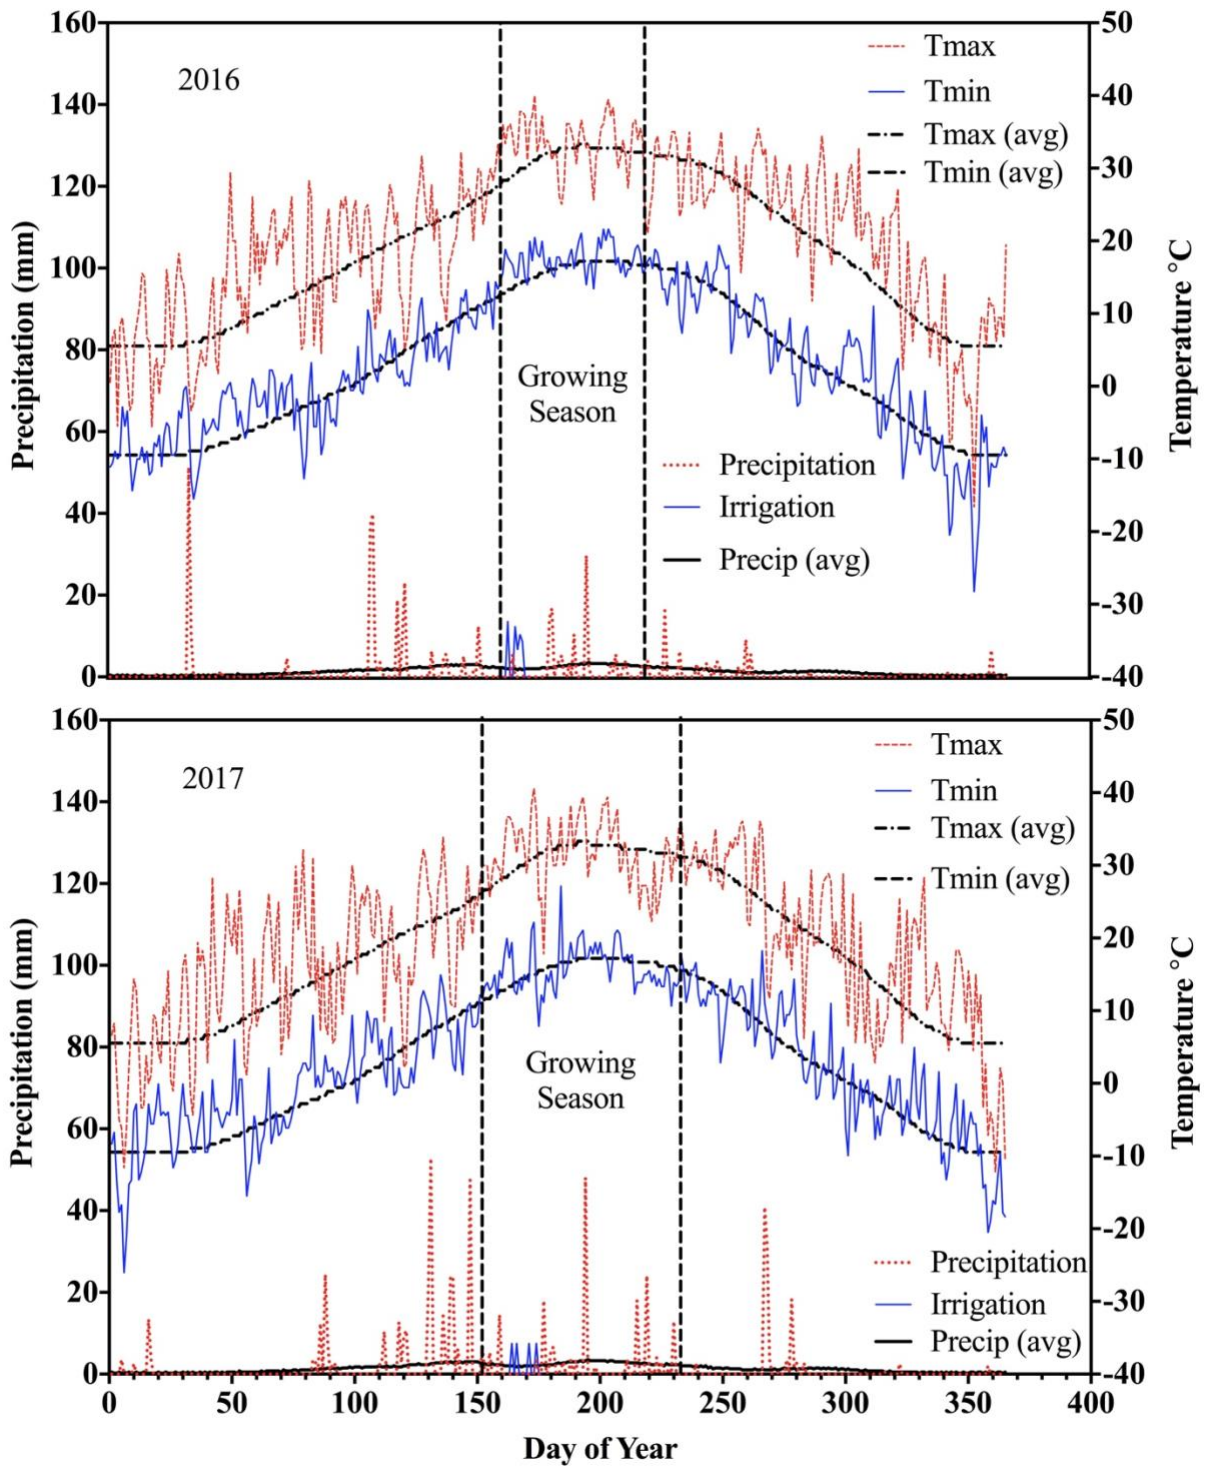 160
140
120
100
80
60
40
20
0
Precipitation (mm)
2016
Tmax
Tmin
Tmax (avg)
Tmin (avg)
Growing
Season
Precipitation
Irrigation
Precip (avg)
50
40
30
20
10
0
-10
-20
-30
-40
Temperature °C
160
140
120
100
80
60
40
20
0
Precipitation (mm)
2017
Tmax
Tmin
Tmax (avg)
Tmin (avg)
Growing
Season
Precipitation
Irrigation
Precip (avg)
50
40
30
20
10
0
-10
-20
-30
-40
Temperature °C
0 50 100 150 200 250 300 350 400
Day of Year